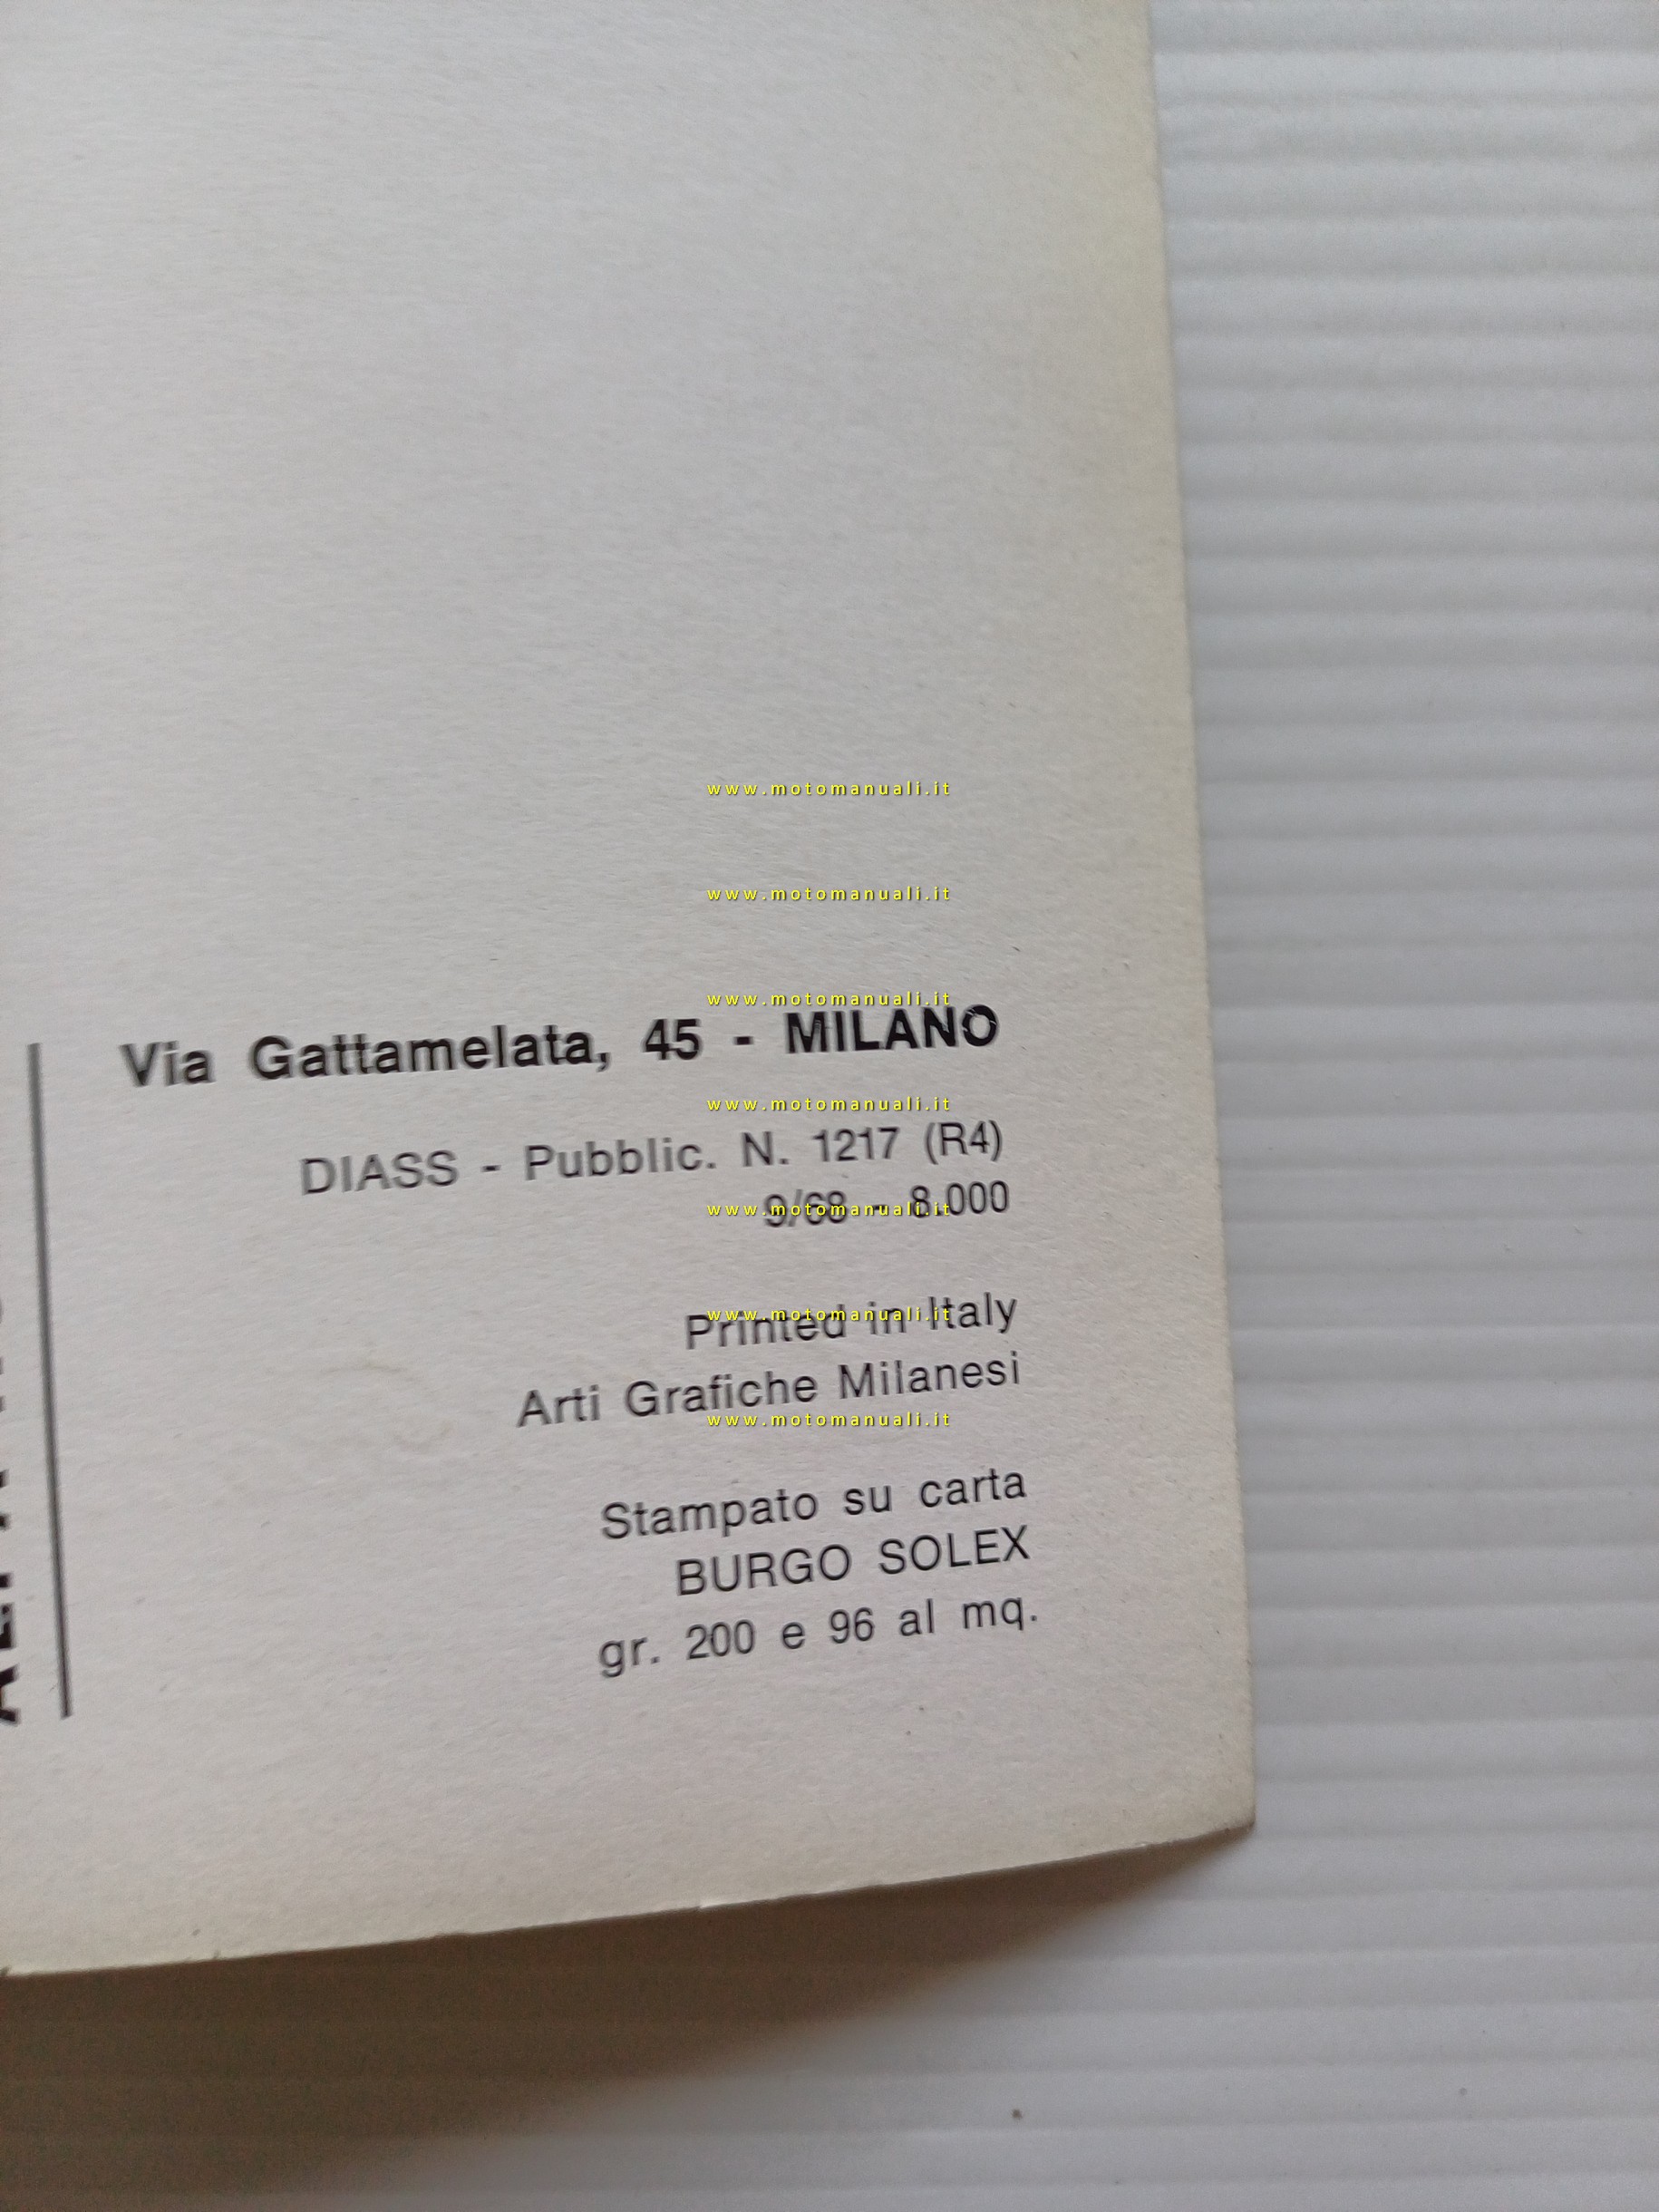 www.motomanuali.it
www.motomanuali.it
www.motomanuali.it
Via Gattamelata, 45 - MILANO
www.motomanuali.it
DIASS - Pubblic. N. 1217 (R4)
9/68 - 8.000
www.motomanuali.it
Printed in Italy
www.motomanuali.it
Arti Grafiche Milanesi
www.motomanuali.it
Stampato su carta
BURGO SOLEX
gr. 200 e 96 al mq.